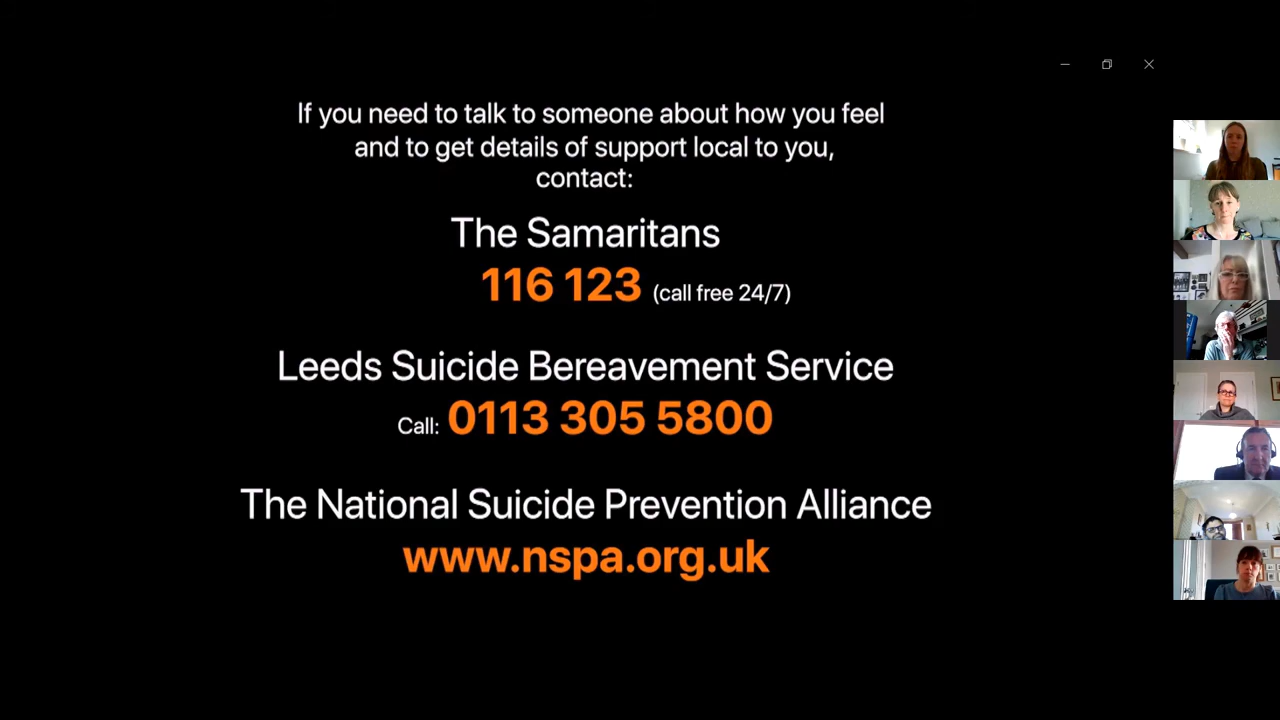 If you need to talk to someone about how you feel
and to get details of support local to you,
contact:
The Samaritans
116 123 (call free 24/7)
Leeds Suicide Bereavement Service
Call: 0113 305 5800
The National Suicide Prevention Alliance
www.nspa.org.uk